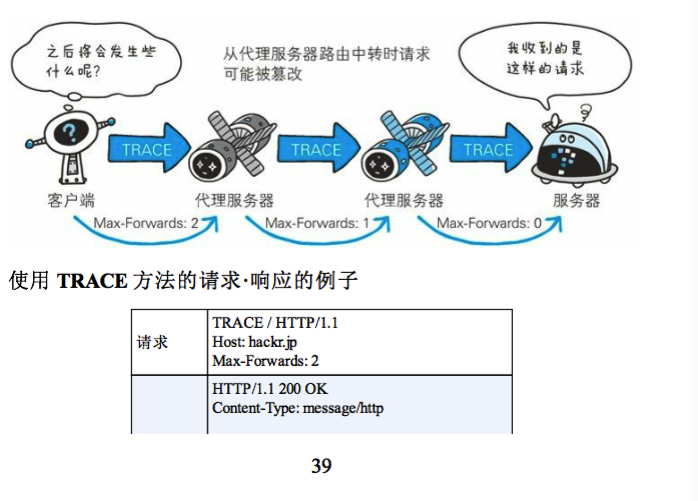 之后将会发生些
什么呢?
从代理服务器路由中转时请求
可能被篡改
我收到的是
这样的请求
?
TRACE
TRACE
TRACE
客户端
代理服务器
代理服务器
服务器
Max-Forwards: 2
Max-Forwards: 1
Max-Forwards: 0
使用 TRACE 方法的请求·响应的例子
请求
TRACE / HTTP/1.1
Host: hackr.jp
Max-Forwards: 2
HTTP/1.1 200 OK
Content-Type: message/http
39